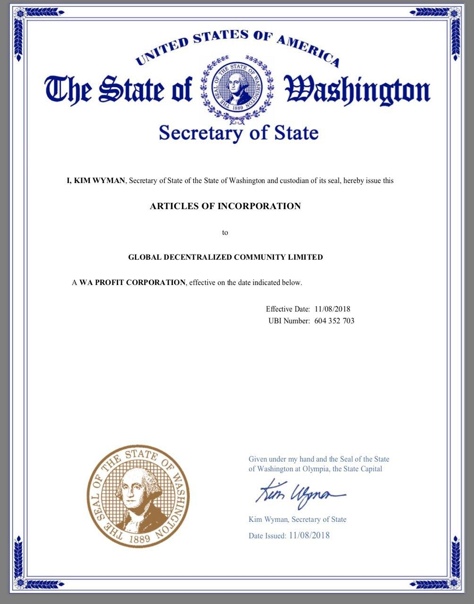 UNITED STATES OF AMERICA
The State of Washington
THE SEAL OF THE STATE OF WASHINGTON
1889
Secretary of State
I, KIM WYMAN, Secretary of State of the State of Washington and custodian of its seal, hereby issue this
ARTICLES OF INCORPORATION
to
GLOBAL DECENTRALIZED COMMUNITY LIMITED
A WA PROFIT CORPORATION, effective on the date indicated below.
Effective Date: 11/08/2018
UBI Number: 604 352 703
THE SEAL OF THE STATE OF WASHINGTON
1889
Given under my hand and the Seal of the State
of Washington at Olympia, the State Capital
Kim Wyman
Kim Wyman, Secretary of State
Date Issued: 11/08/2018